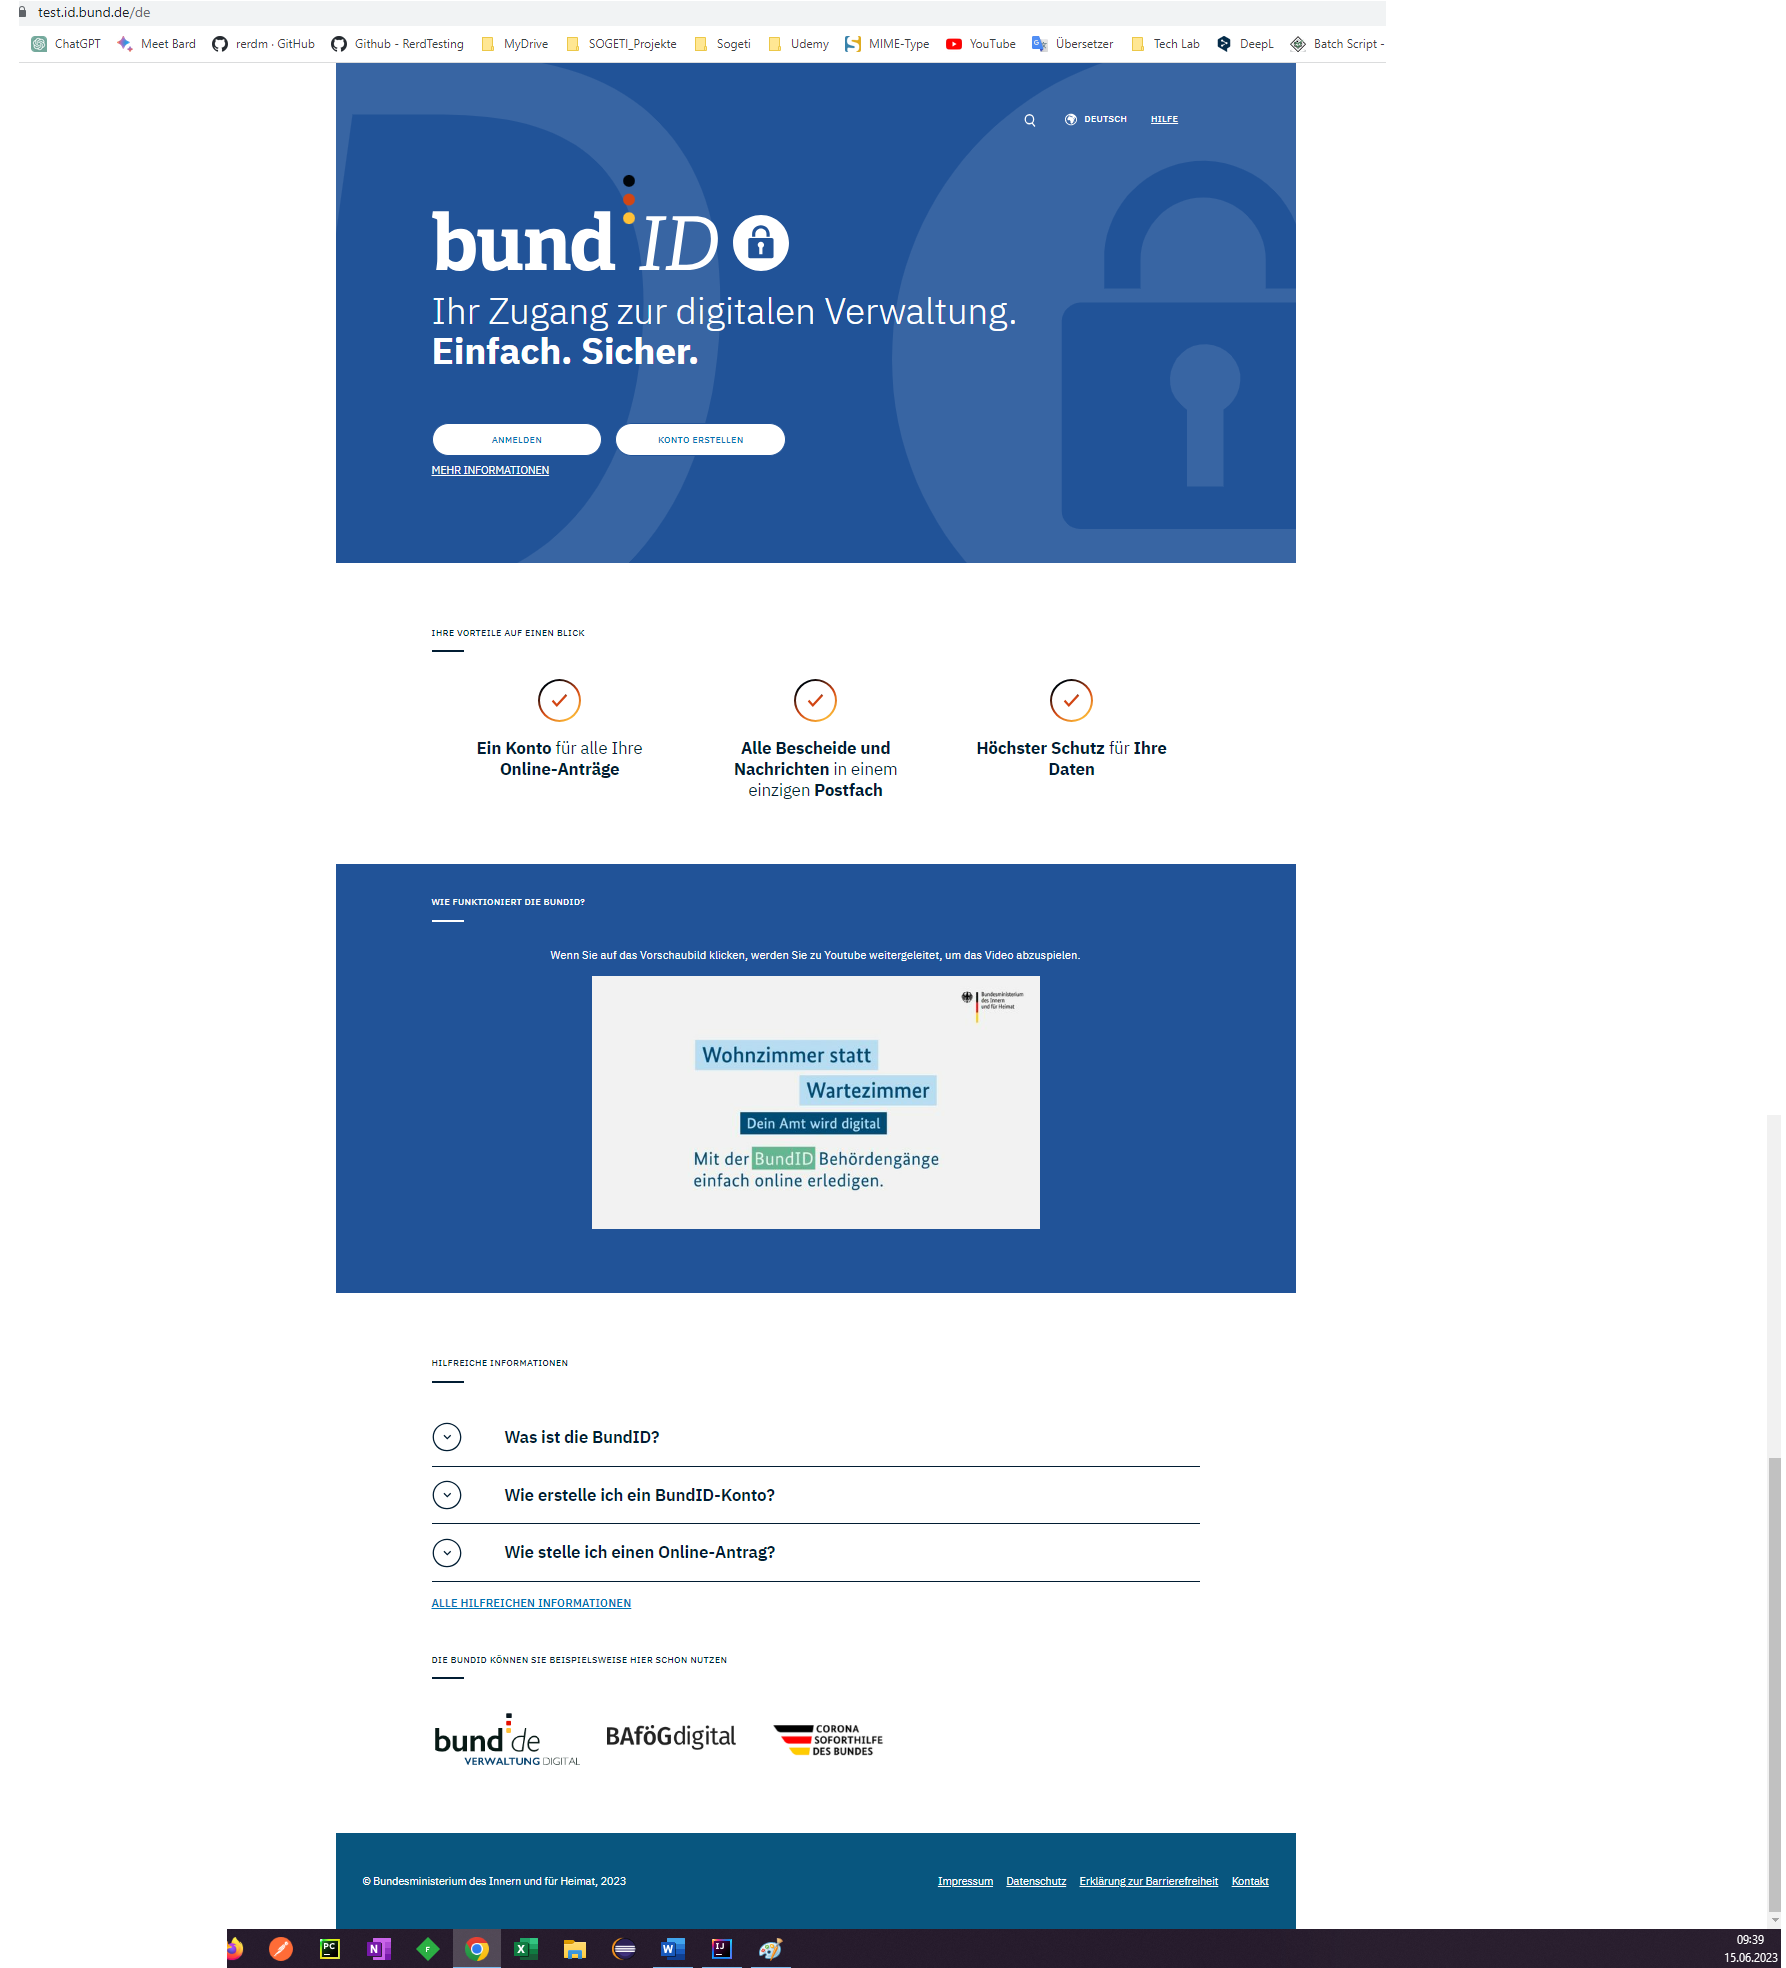 test.id.bund.de/de
ChatGPT Meet Bard rerdm · GitHub Github - RerdTesting MyDrive SOGETI_Projekte Sogeti Udemy MIME-Type YouTube Übersetzer Tech Lab DeepL Batch Script -
DEUTSCH HILFE
bund ID
Ihr Zugang zur digitalen Verwaltung.
Einfach. Sicher.
ANMELDEN KONTO ERSTELLEN
MEHR INFORMATIONEN
IHRE VORTEILE AUF EINEN BLICK
Ein Konto für alle Ihre
Online-Anträge
Alle Bescheide und
Nachrichten in einem
einzigen Postfach
Höchster Schutz für Ihre
Daten
WIE FUNKTIONIERT DIE BUNDID?
Wenn Sie auf das Vorschaubild klicken, werden Sie zu Youtube weitergeleitet, um das Video abzuspielen.
Bundesministerium
des Innern
und für Heimat
Wohnzimmer statt
Wartezimmer
Dein Amt wird digital
Mit der BundID Behördengänge
einfach online erledigen.
HILFREICHE INFORMATIONEN
Was ist die BundID?
Wie erstelle ich ein BundID-Konto?
Wie stelle ich einen Online-Antrag?
ALLE HILFREICHEN INFORMATIONEN
DIE BUNDID KÖNNEN SIE BEISPIELSWEISE HIER SCHON NUTZEN
bund de
VERWALTUNG DIGITAL
BAföGdigital
CORONA
SOFORTHILFE
DES BUNDES
© Bundesministerium des Innern und für Heimat, 2023
Impressum Datenschutz Erklärung zur Barrierefreiheit Kontakt
PC N F X W IJ
09:39
15.06.2023